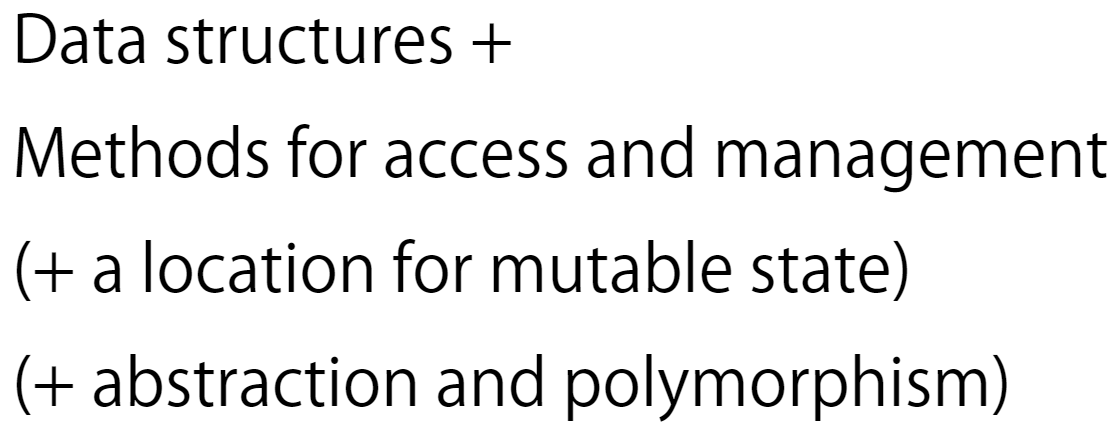 Data structures +
Methods for access and management
(+ a location for mutable state)
(+ abstraction and polymorphism)